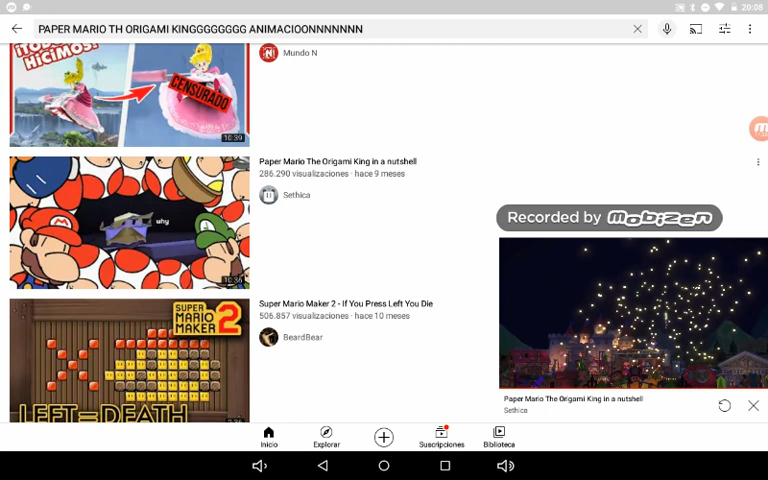 20:08
PAPER MARIO TH ORIGAMI KINGGGGGGGG ANIMACIOONNNNNNN
¡TODOS
HICIMOS!
CENSURADO
10:39
Mundo N
why
Paper Mario The Origami King in a nutshell
286.290 visualizaciones · hace 9 meses
Sethica
Recorded by mobizen
SUPER
MARIO
MAKER 2
LEFT=DEATH
Super Mario Maker 2 - If You Press Left You Die
506.857 visualizaciones · hace 10 meses
BeardBear
Paper Mario The Origami King in a nutshell
Sethica
Inicio
Explorar
Suscripciones
Biblioteca